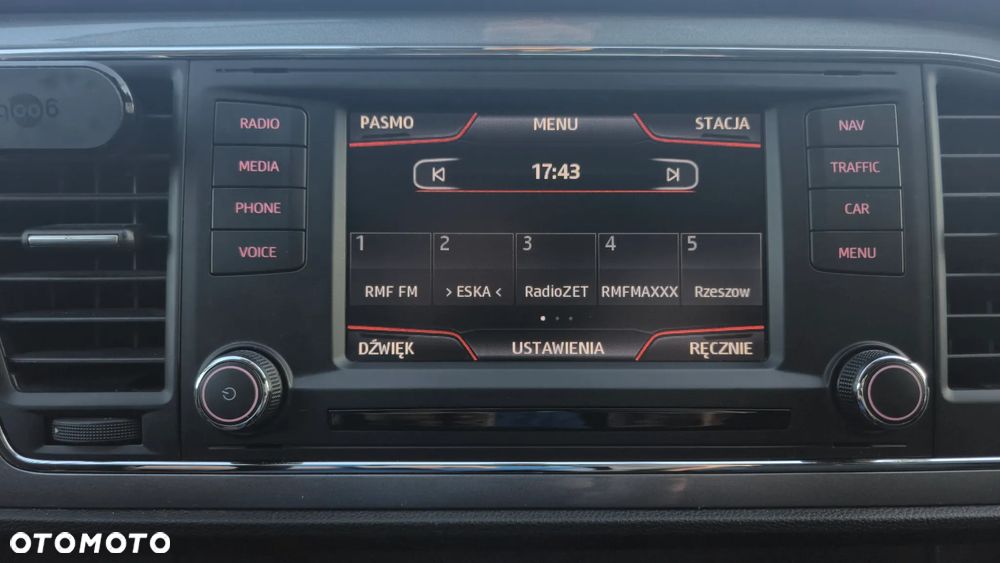 RADIO
MEDIA
PHONE
VOICE
PASMO MENU STACJA
17:43
1 2 3 4 5
RMF FM > ESKA < RadioZET RMFMAXXX Rzeszow
DŹWIĘK USTAWIENIA RĘCZNIE
NAV
TRAFFIC
CAR
MENU
OTOMOTO